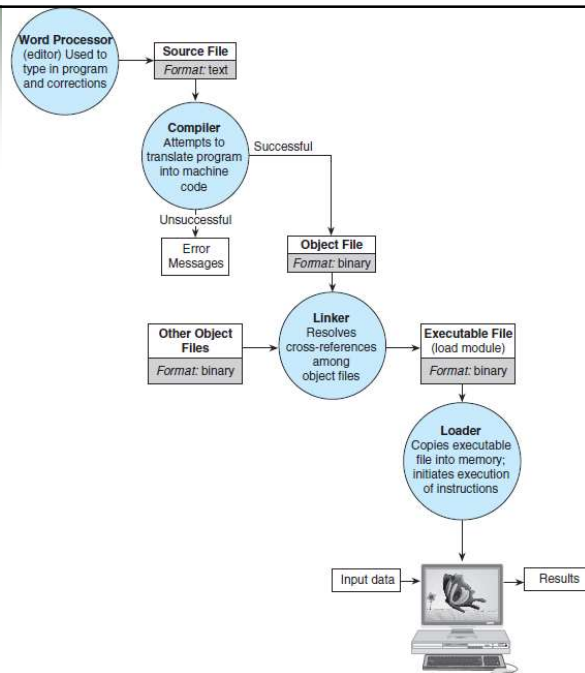 Word Processor
(editor) Used to
type in program
and corrections
Source File
Format: text
Compiler
Attempts to
translate program
into machine
code
Successful
Unsuccessful
Error
Messages
Object File
Format: binary
Other Object
Files
Format: binary
Linker
Resolves
cross-references
among
object files
Executable File
(load module)
Format: binary
Loader
Copies executable
file into memory;
initiates execution
of instructions
Input data
Results